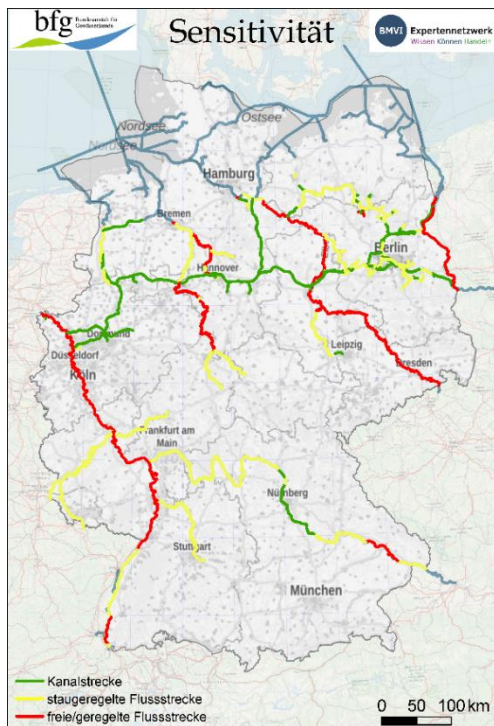 bfg Bundesanstalt für
Gewässerkunde
Sensitivität
BMVI Expertennetzwerk
Wissen Können Handeln
Ostsee
Nordsee
Nordsee
Hamburg
Bremen
Berlin
Hannover
Dortmund
Leipzig
Düsseldorf
Dresden
Köln
Frankfurt am
Main
Nürnberg
Stuttgart
München
Kanalstrecke
staugeregelte Flussstrecke
freie/geregelte Flussstrecke
0 50 100 km